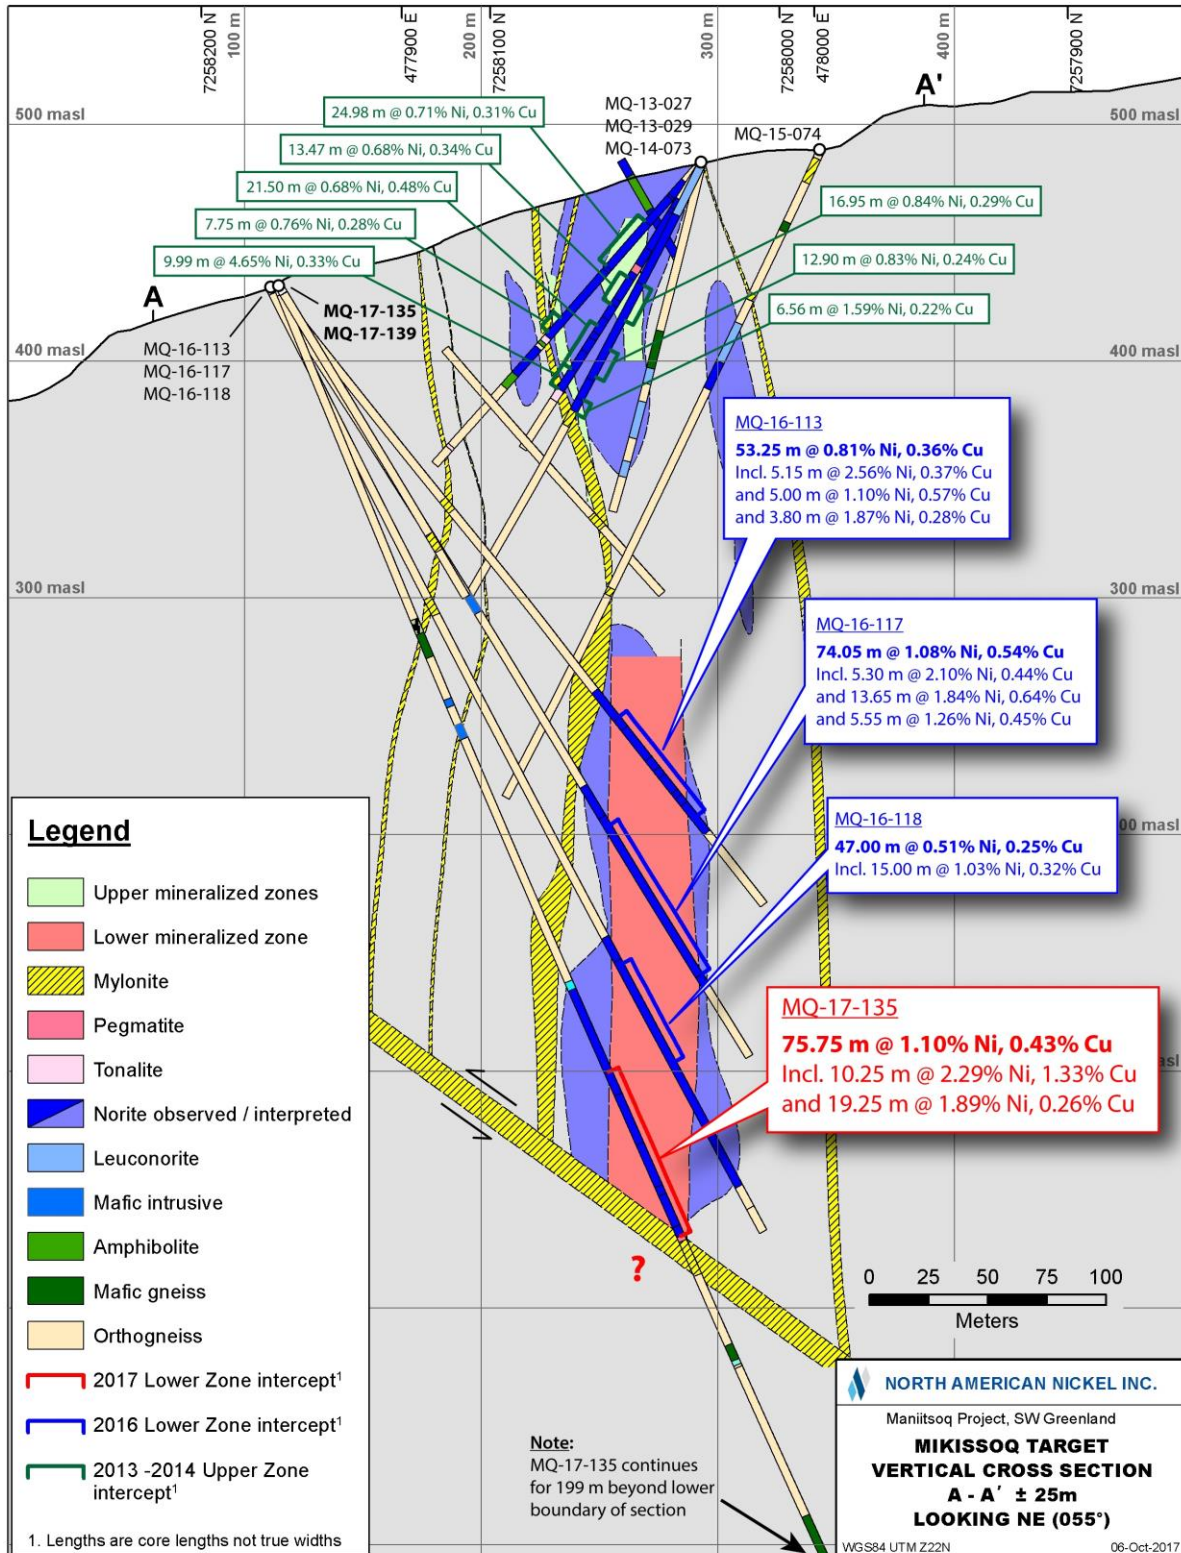 7258200 N
100 m
477900 E
200 m
7258100 N
300 m
7258000 N
478000 E
400 m
7257900 N
A'
500 masl
500 masl
MQ-13-027
MQ-13-029
MQ-14-073
MQ-15-074
24.98 m @ 0.71% Ni, 0.31% Cu
13.47 m @ 0.68% Ni, 0.34% Cu
21.50 m @ 0.68% Ni, 0.48% Cu
7.75 m @ 0.76% Ni, 0.28% Cu
9.99 m @ 4.65% Ni, 0.33% Cu
16.95 m @ 0.84% Ni, 0.29% Cu
12.90 m @ 0.83% Ni, 0.24% Cu
6.56 m @ 1.59% Ni, 0.22% Cu
A
MQ-17-135
MQ-17-139
MQ-16-113
MQ-16-117
MQ-16-118
400 masl
400 masl
MQ-16-113
53.25 m @ 0.81% Ni, 0.36% Cu
Incl. 5.15 m @ 2.56% Ni, 0.37% Cu
and 5.00 m @ 1.10% Ni, 0.57% Cu
and 3.80 m @ 1.87% Ni, 0.28% Cu
300 masl
300 masl
MQ-16-117
74.05 m @ 1.08% Ni, 0.54% Cu
Incl. 5.30 m @ 2.10% Ni, 0.44% Cu
and 13.65 m @ 1.84% Ni, 0.64% Cu
and 5.55 m @ 1.26% Ni, 0.45% Cu
00 masl
MQ-16-118
47.00 m @ 0.51% Ni, 0.25% Cu
Incl. 15.00 m @ 1.03% Ni, 0.32% Cu
asl
MQ-17-135
75.75 m @ 1.10% Ni, 0.43% Cu
Incl. 10.25 m @ 2.29% Ni, 1.33% Cu
and 19.25 m @ 1.89% Ni, 0.26% Cu
?
Legend
Upper mineralized zones
Lower mineralized zone
Mylonite
Pegmatite
Tonalite
Norite observed / interpreted
Leuconorite
Mafic intrusive
Amphibolite
Mafic gneiss
Orthogneiss
2017 Lower Zone intercept¹
2016 Lower Zone intercept¹
2013 -2014 Upper Zone
intercept¹
1. Lengths are core lengths not true widths
0 25 50 75 100
Meters
Note:
MQ-17-135 continues
for 199 m beyond lower
boundary of section
NORTH AMERICAN NICKEL INC.
Maniitsoq Project, SW Greenland
MIKISSOQ TARGET
VERTICAL CROSS SECTION
A - A' ± 25m
LOOKING NE (055°)
WGS84 UTM Z22N
06-Oct-2017